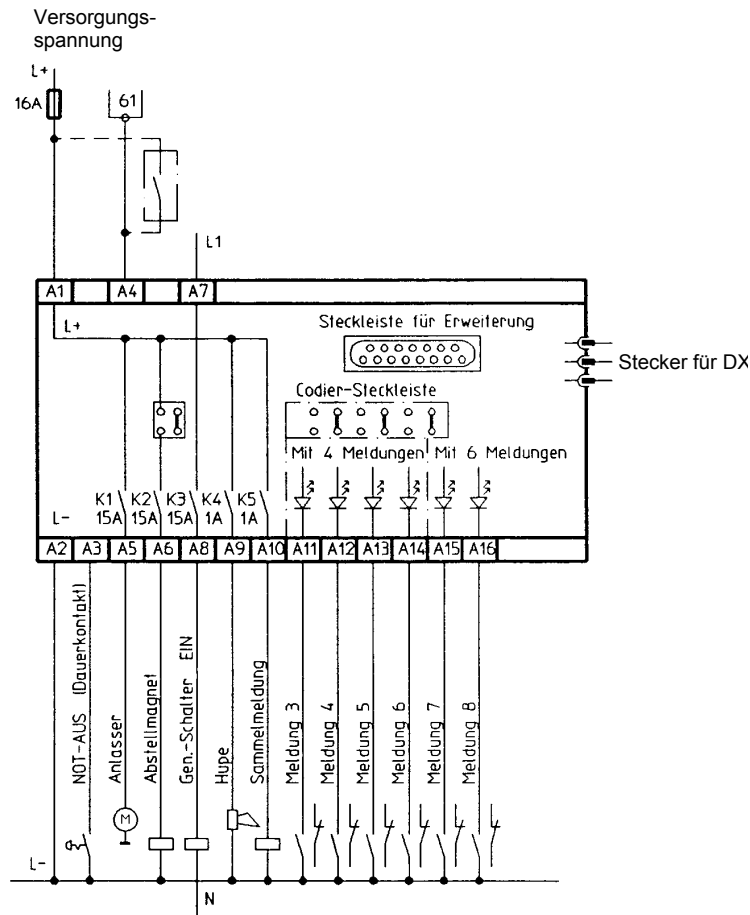 Versorgungs-
spannung
L+
16A
61
L1
A1 A4 A7
L+
Steckleiste für Erweiterung
Stecker für DX
Codier-Steckleiste
Mit 4 Meldungen Mit 6 Meldungen
K1 K2 K3 K4 K5
15A 15A 15A 1A 1A
L-
A2 A3 A5 A6 A8 A9 A10 A11 A12 A13 A14 A15 A16
NOT-AUS (Dauerkontakt)
Anlasser
Abstellmagnet
Gen.-Schalter EIN
Hupe
Sammelmeldung
Meldung 3
Meldung 4
Meldung 5
Meldung 6
Meldung 7
Meldung 8
M
L-
N